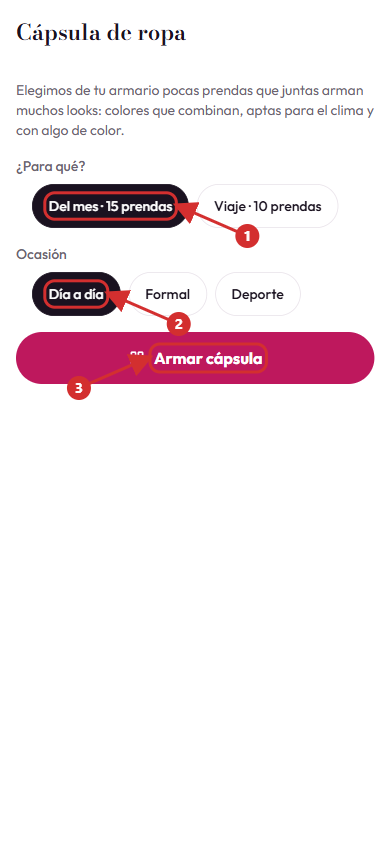 Cápsula de ropa
Elegimos de tu armario pocas prendas que juntas arman
muchos looks: colores que combinan, aptas para el clima y
con algo de color.
¿Para qué?
Del mes · 15 prendas
Viaje · 10 prendas
1
Ocasión
Día a día
Formal
Deporte
2
Armar cápsula
3